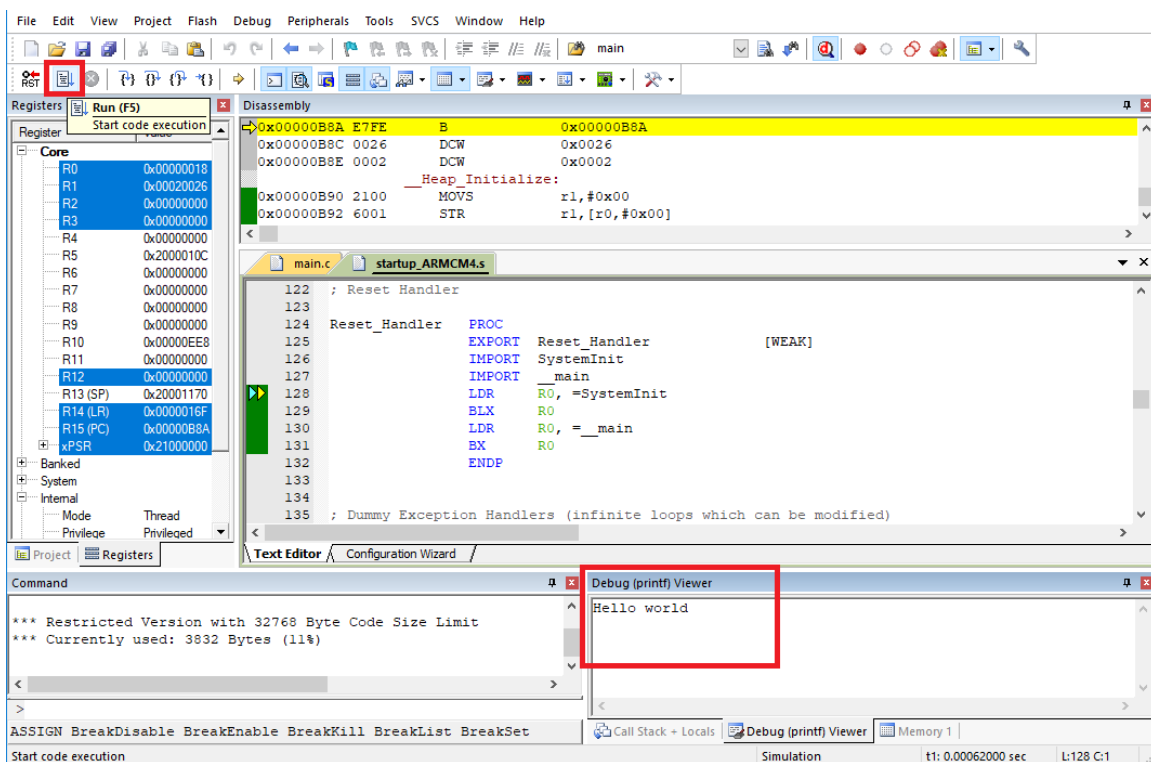 File Edit View Project Flash Debug Peripherals Tools SVCS Window Help
main
RST
Registers
Run (F5)
Start code execution
Register
Core
R0 0x00000018
R1 0x00020026
R2 0x00000000
R3 0x00000000
R4 0x00000000
R5 0x2000010C
R6 0x00000000
R7 0x00000000
R8 0x00000000
R9 0x00000000
R10 0x00000EE8
R11 0x00000000
R12 0x00000000
R13 (SP) 0x20001170
R14 (LR) 0x0000016F
R15 (PC) 0x00000B8A
xPSR 0x21000000
Banked
System
Internal
Mode Thread
Privilege Privileged
Project Registers
Disassembly
0x00000B8A E7FE B 0x00000B8A
0x00000B8C 0026 DCW 0x0026
0x00000B8E 0002 DCW 0x0002
__Heap_Initialize:
0x00000B90 2100 MOVS r1,#0x00
0x00000B92 6001 STR r1,[r0,#0x00]
main.c startup_ARMCM4.s
122 ; Reset Handler
123
124 Reset_Handler PROC
125 EXPORT Reset_Handler [WEAK]
126 IMPORT SystemInit
127 IMPORT __main
128 LDR R0, =SystemInit
129 BLX R0
130 LDR R0, =__main
131 BX R0
132 ENDP
133
134
135 ; Dummy Exception Handlers (infinite loops which can be modified)
Text Editor Configuration Wizard
Command
*** Restricted Version with 32768 Byte Code Size Limit
*** Currently used: 3832 Bytes (11%)
>
ASSIGN BreakDisable BreakEnable BreakKill BreakList BreakSet
Debug (printf) Viewer
Hello world
Call Stack + Locals Debug (printf) Viewer Memory 1
Start code execution Simulation t1: 0.00062000 sec L:128 C:1